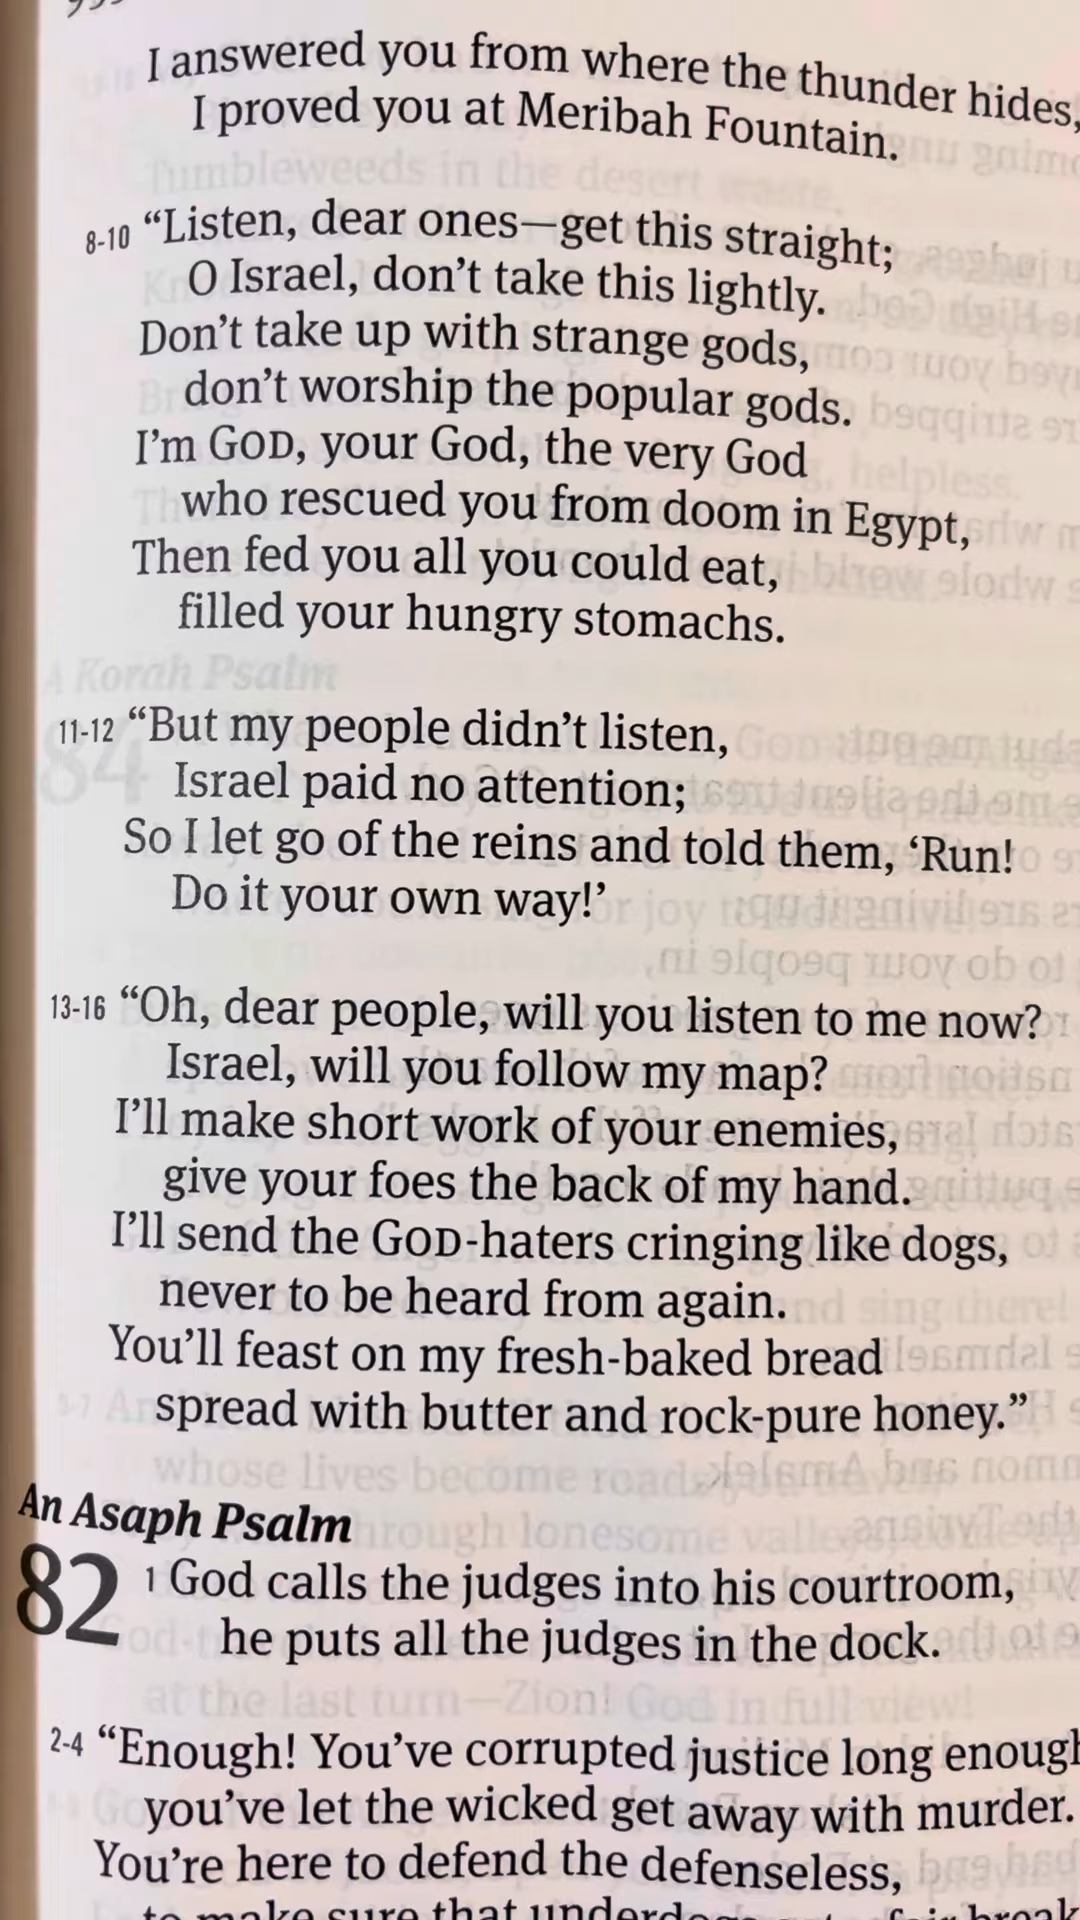 I answered you from where the thunder hides,
I proved you at Meribah Fountain.
8-10 “Listen, dear ones—get this straight;
O Israel, don’t take this lightly.
Don’t take up with strange gods,
don’t worship the popular gods.
I’m GOD, your God, the very God
who rescued you from doom in Egypt,
Then fed you all you could eat,
filled your hungry stomachs.
11-12 “But my people didn’t listen,
Israel paid no attention;
So I let go of the reins and told them, ‘Run!
Do it your own way!’
13-16 “Oh, dear people, will you listen to me now?
Israel, will you follow my map?
I’ll make short work of your enemies,
give your foes the back of my hand.
I’ll send the GOD-haters cringing like dogs,
never to be heard from again.
You’ll feast on my fresh-baked bread
spread with butter and rock-pure honey.”
An Asaph Psalm
82 1 God calls the judges into his courtroom,
he puts all the judges in the dock.
2-4 “Enough! You’ve corrupted justice long enough
you’ve let the wicked get away with murder.
You’re here to defend the defenseless,
to make sure that